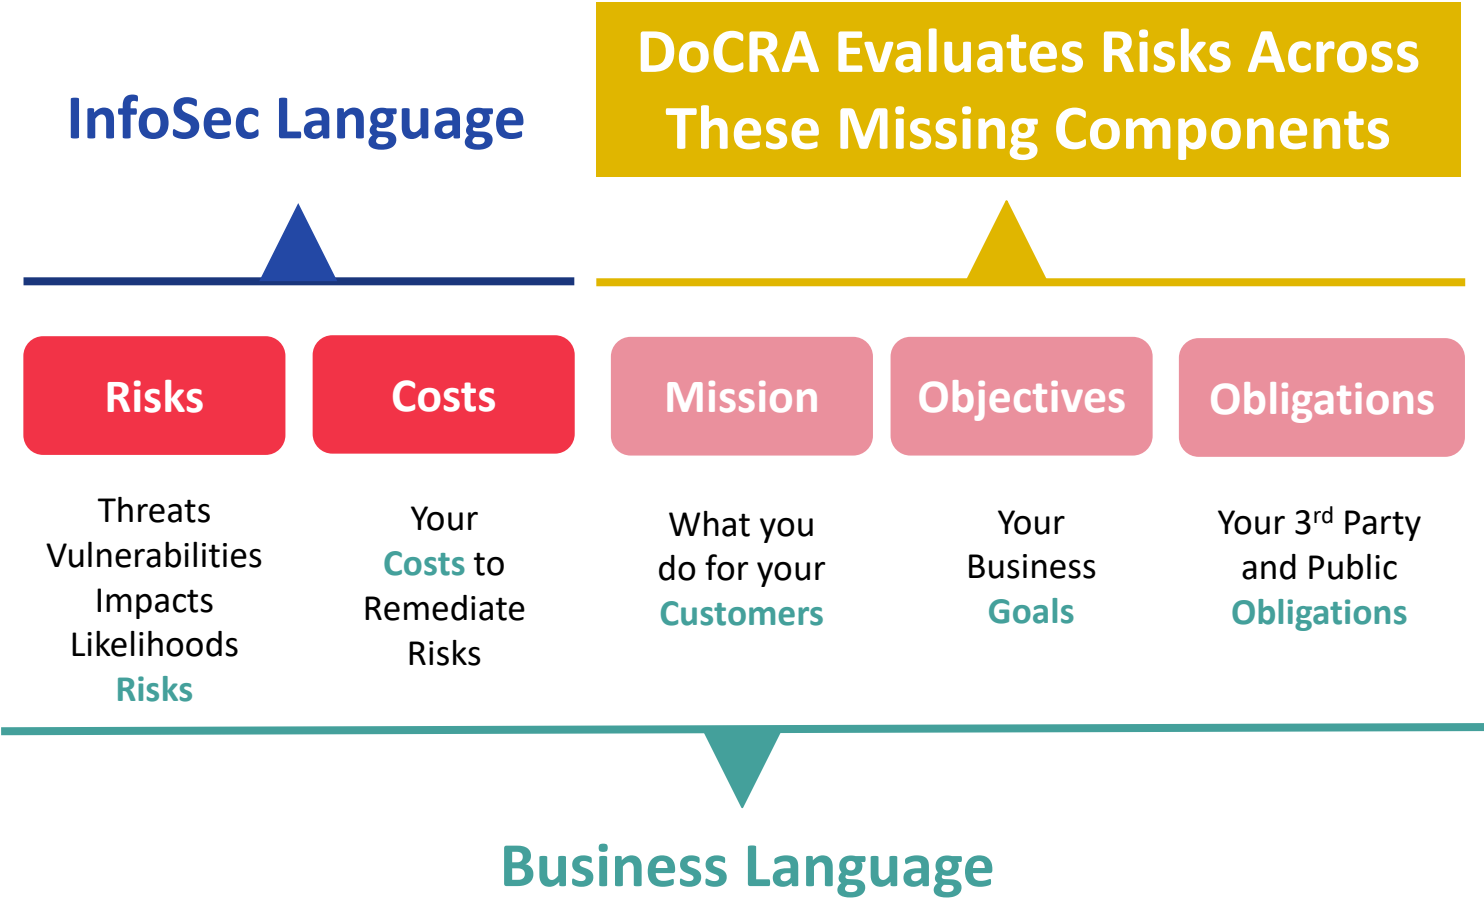 InfoSec Language
DoCRA Evaluates Risks Across
These Missing Components
Risks
Costs
Mission
Objectives
Obligations
Threats
Vulnerabilities
Impacts
Likelihoods
Risks
Your
Costs to
Remediate
Risks
What you
do for your
Customers
Your
Business
Goals
Your 3rd Party
and Public
Obligations
Business Language